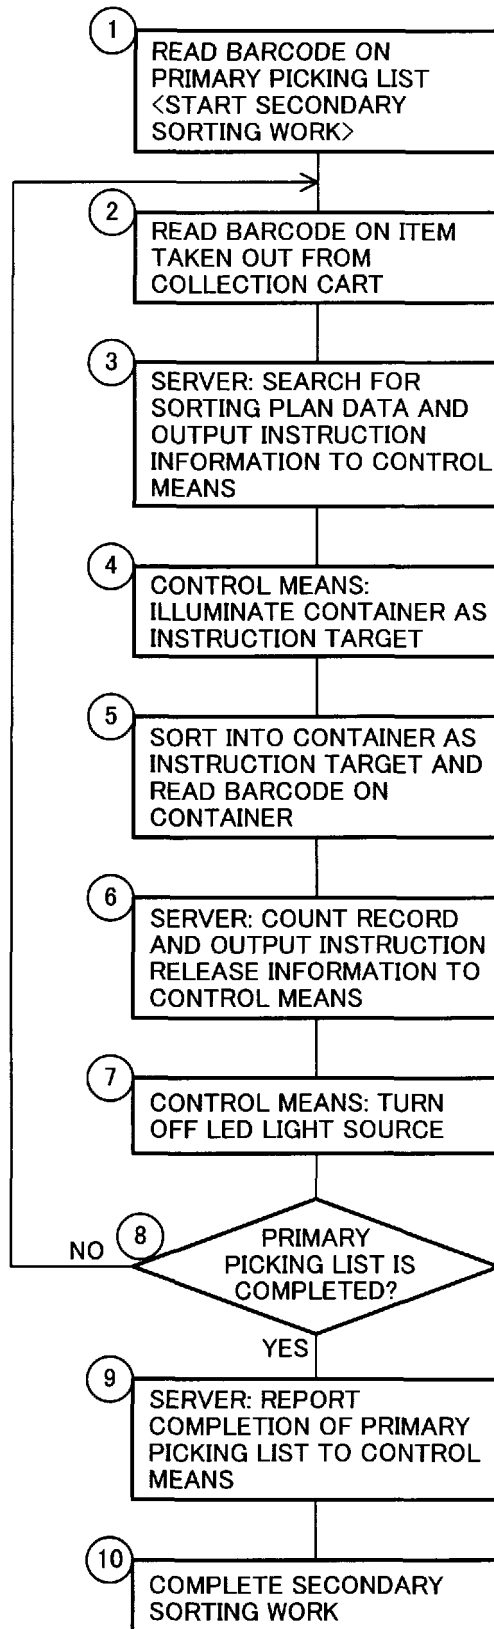 1
READ BARCODE ON
PRIMARY PICKING LIST
<START SECONDARY
SORTING WORK>
2
READ BARCODE ON ITEM
TAKEN OUT FROM
COLLECTION CART
3
SERVER: SEARCH FOR
SORTING PLAN DATA AND
OUTPUT INSTRUCTION
INFORMATION TO CONTROL
MEANS
4
CONTROL MEANS:
ILLUMINATE CONTAINER AS
INSTRUCTION TARGET
5
SORT INTO CONTAINER AS
INSTRUCTION TARGET AND
READ BARCODE ON
CONTAINER
6
SERVER: COUNT RECORD
AND OUTPUT INSTRUCTION
RELEASE INFORMATION TO
CONTROL MEANS
7
CONTROL MEANS: TURN
OFF LED LIGHT SOURCE
8
NO
PRIMARY
PICKING LIST IS
COMPLETED?
YES
9
SERVER: REPORT
COMPLETION OF PRIMARY
PICKING LIST TO CONTROL
MEANS
10
COMPLETE SECONDARY
SORTING WORK